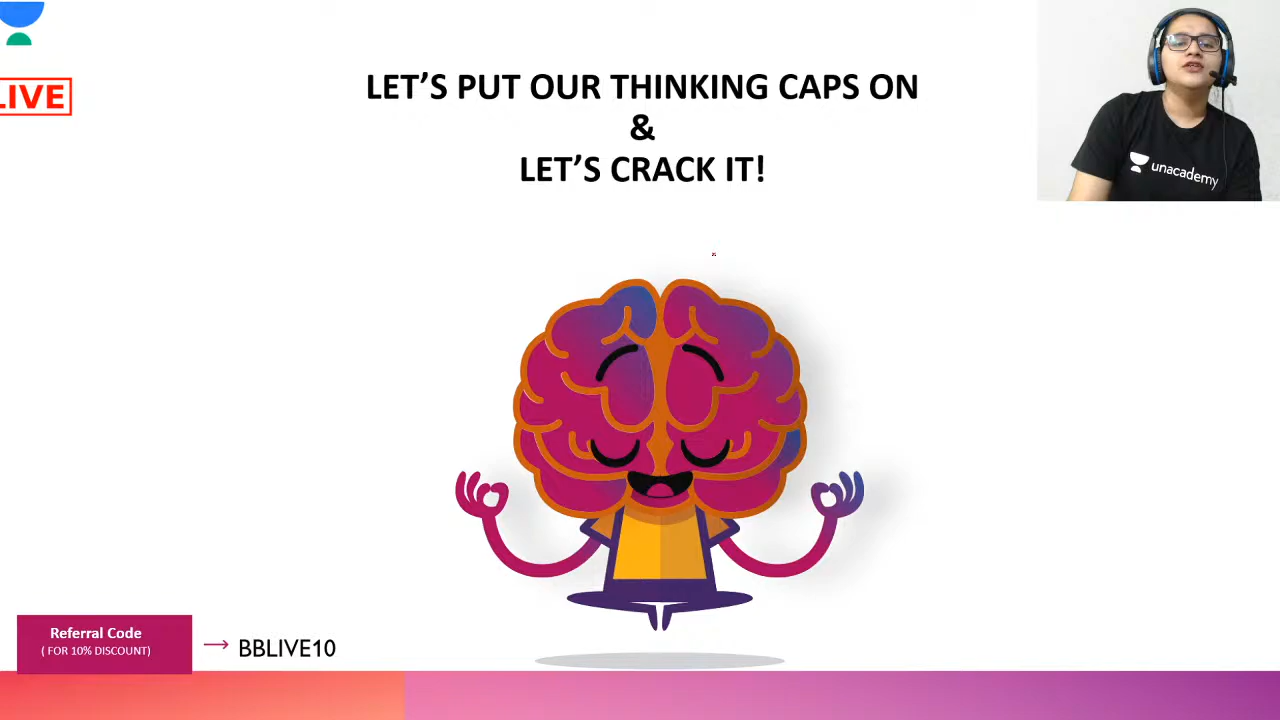 LIVE
LET'S PUT OUR THINKING CAPS ON
&
LET'S CRACK IT!
unacademy
Referral Code
( FOR 10% DISCOUNT)
→ BBLIVE10